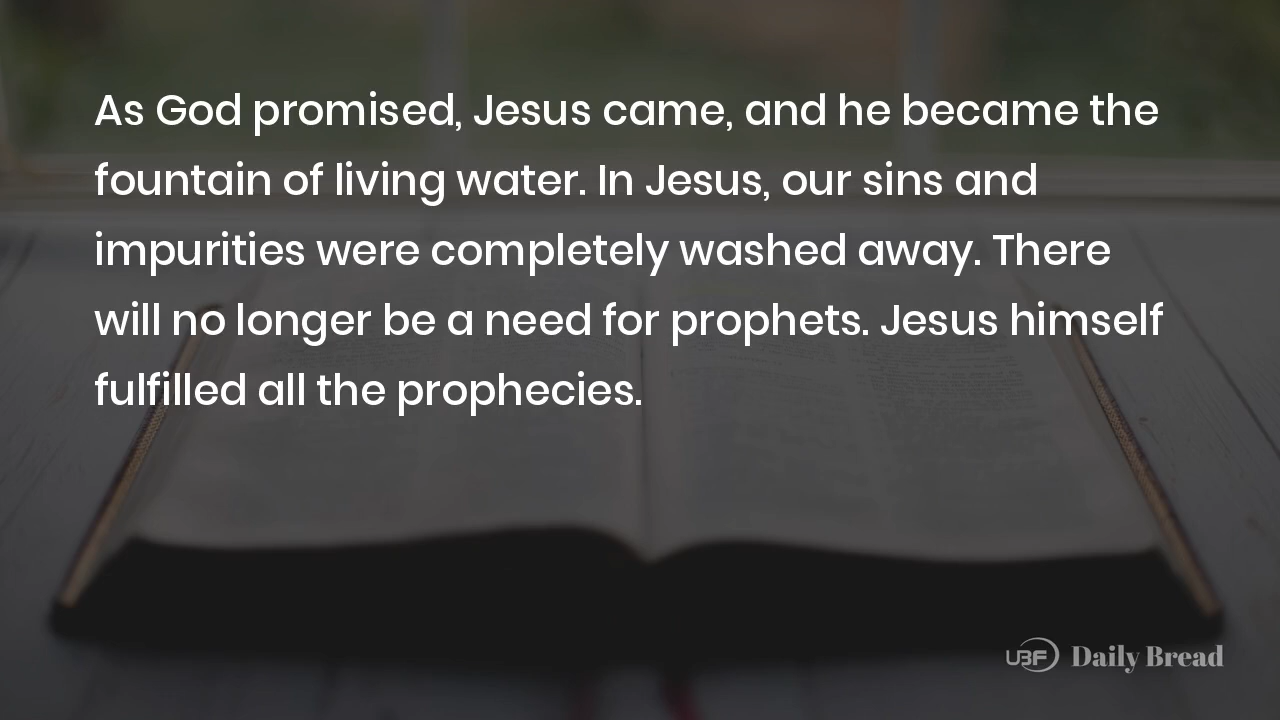 As God promised, Jesus came, and he became the
fountain of living water. In Jesus, our sins and
impurities were completely washed away. There
will no longer be a need for prophets. Jesus himself
fulfilled all the prophecies.
UBF Daily Bread